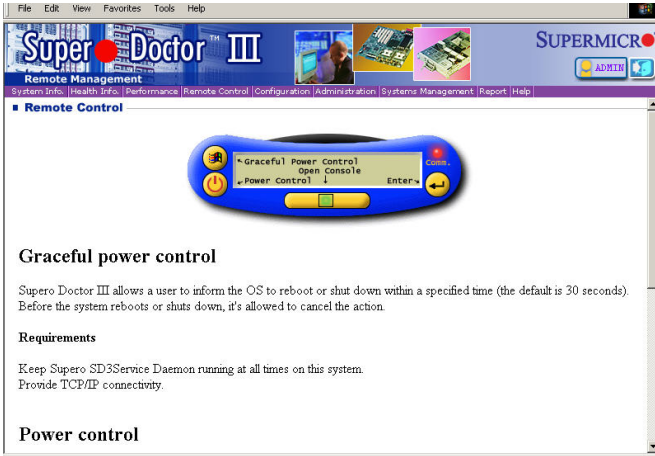 File Edit View Favorites Tools Help
Super Doctor™ III
Remote Management
SUPERMICR
ADMIN
System Info. Health Info. Performance Remote Control Configuration Administration Systems Management Report Help
Remote Control
Graceful Power Control
Open Console
Power Control Enter
Comm.
Graceful power control
Supero Doctor III allows a user to inform the OS to reboot or shut down within a specified time (the default is 30 seconds).
Before the system reboots or shuts down, it's allowed to cancel the action.
Requirements
Keep Supero SD3Service Daemon running at all times on this system.
Provide TCP/IP connectivity.
Power control